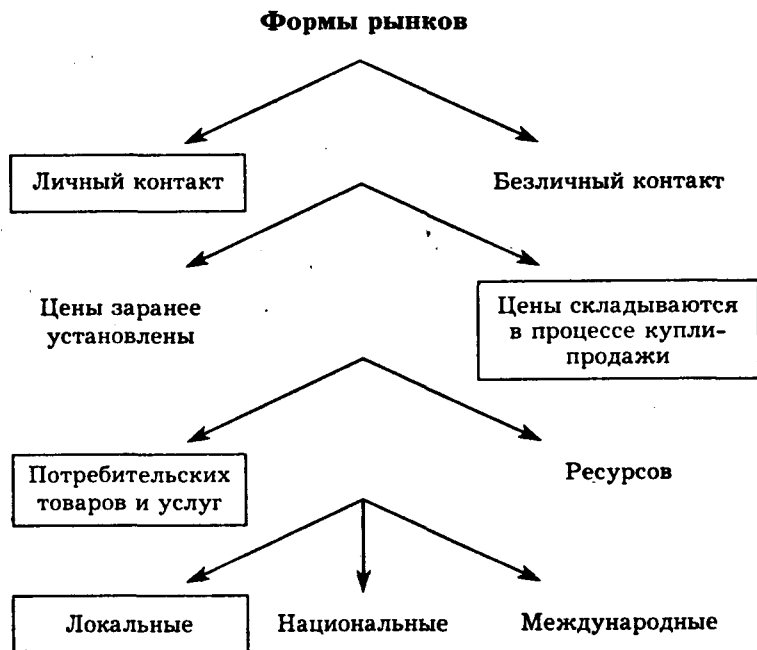 Формы рынков
Личный контакт
Безличный контакт
Цены заранее
установлены
Цены складываются
в процессе купли-
продажи
Потребительских
товаров и услуг
Ресурсов
Локальные
Национальные
Международные